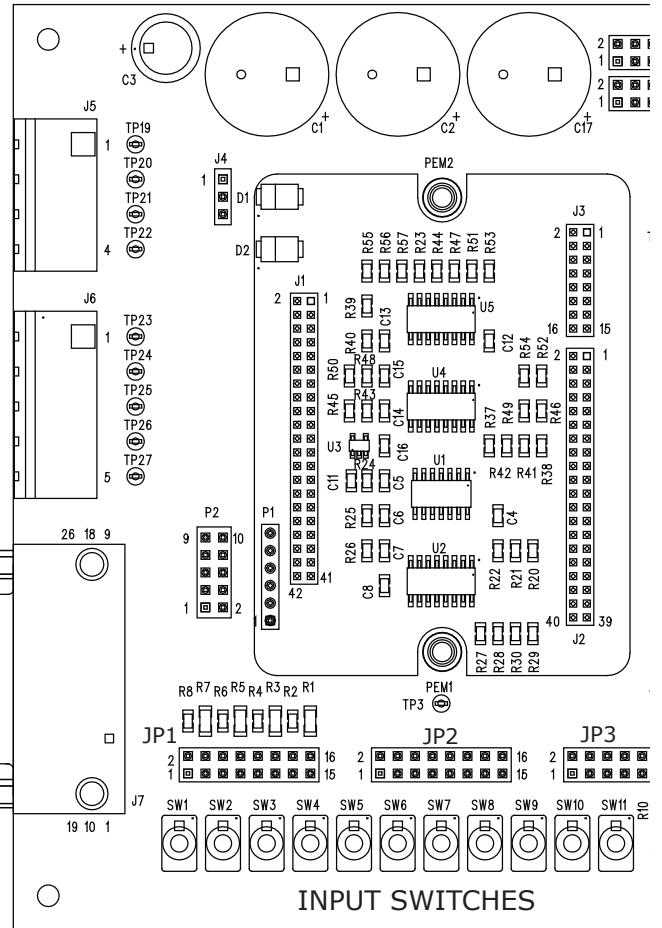 +
C3
C1
+
C2
+
C17
+
2
1
2
1
J5
1
4
TP19
TP20
TP21
TP22
J4
1
D1
D2
PEM2
R55
R56
R57
R23
R44
R47
R51
R53
J3
2
1
16
15
J1
2
1
R39
C13
U5
C12
R40
R48
C15
R54
R52
R50
U4
2
1
J6
1
5
TP23
TP24
TP25
TP26
TP27
R45
R43
C14
R37
R49
R46
U3
C16
R42
R41
R38
R24
C11
C5
U1
R25
C6
C4
R26
C7
U2
R22
R21
R20
C8
42
41
40
39
J2
R27
R28
R30
R29
P2
9
10
1
2
P1
1
26 18 9
19 10 1
J7
PEM1
TP3
R8
R7
R6
R5
R4
R3
R2
R1
JP1
2
1
16
15
JP2
2
1
16
15
JP3
2
1
R10
SW1
SW2
SW3
SW4
SW5
SW6
SW7
SW8
SW9
SW10
SW11
INPUT SWITCHES